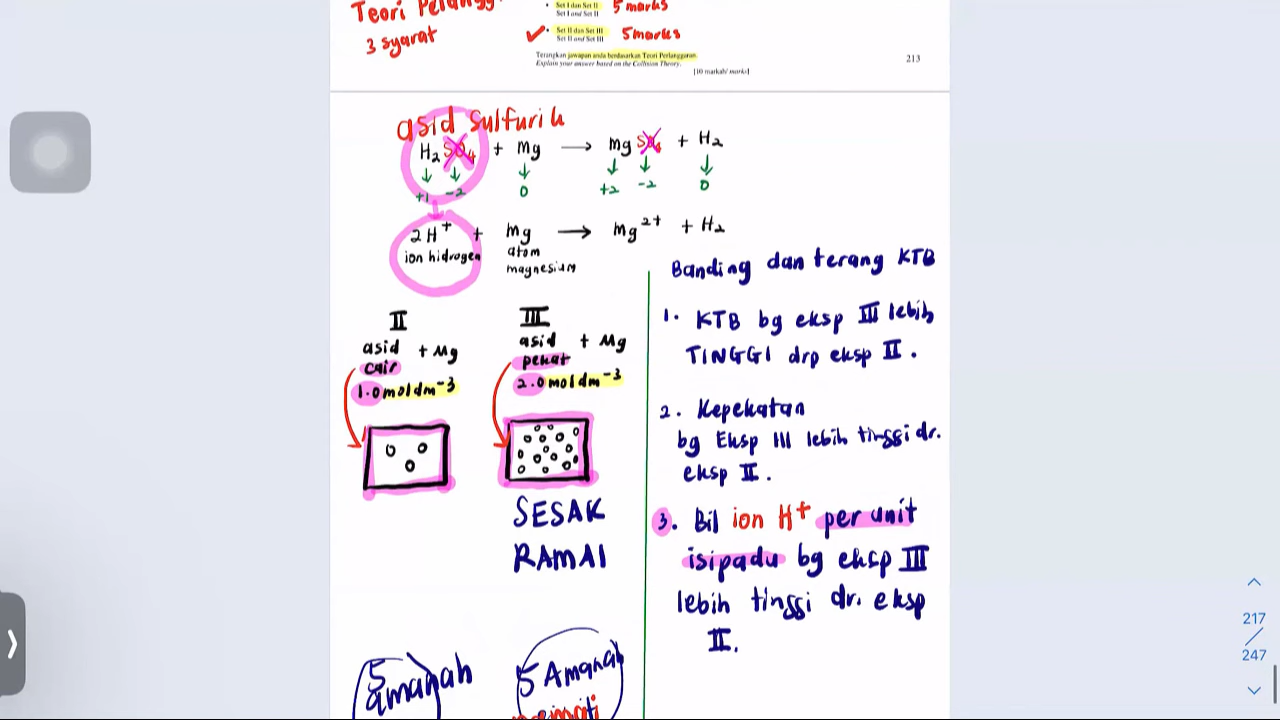 Teori Pelangg
3 syarat
• Set I dan Set II 5 marks
Set I and Set II
• Set II dan Set III 5marks
Set II and Set III
Terangkan jawapan anda berdasarkan Teori Perlanggaran.
Explain your answer based on the Collision Theory.
[10 markah/ marks]
213
asid sulfurik
H₂SO₄ + Mg → MgSO₄ + H₂
+1 -2 0 +2 -2 0
2H⁺ + Mg → Mg²⁺ + H₂
ion hidrogen atom
magnesium
II
asid + Mg
cair
1.0moldm⁻³
III
asid + Mg
pekat
2.0moldm⁻³
SESAK
RAMAI
5
amanah
5 Amanah
Banding dan terang KTB
1. KTB bg eksp III lebih
TINGGI drp eksp II.
2. Kepekatan
bg Eksp III lebih tinggi dr.
eksp II.
3. Bil ion H⁺ per unit
isipadu bg eksp III
lebih tinggi dr. eksp
II.
217
247